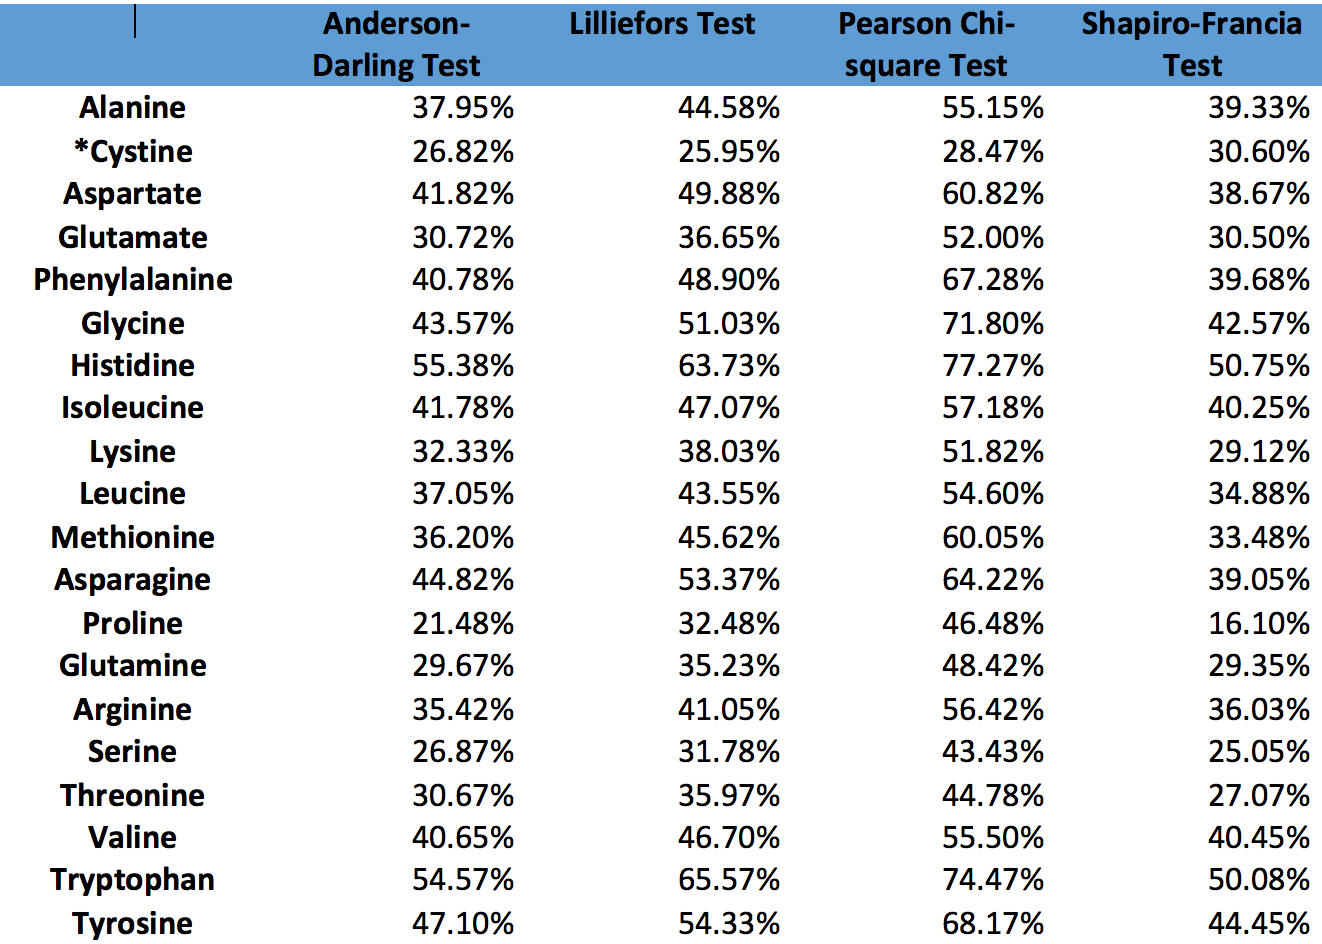 Anderson- Lilliefors Test Pearson Chi- Shapiro-Francia
Darling Test square Test Test
Alanine 37.95% 44.58% 55.15% 39.33%
*Cystine 26.82% 25.95% 28.47% 30.60%
Aspartate 41.82% 49.88% 60.82% 38.67%
Glutamate 30.72% 36.65% 52.00% 30.50%
Phenylalanine 40.78% 48.90% 67.28% 39.68%
Glycine 43.57% 51.03% 71.80% 42.57%
Histidine 55.38% 63.73% 77.27% 50.75%
Isoleucine 41.78% 47.07% 57.18% 40.25%
Lysine 32.33% 38.03% 51.82% 29.12%
Leucine 37.05% 43.55% 54.60% 34.88%
Methionine 36.20% 45.62% 60.05% 33.48%
Asparagine 44.82% 53.37% 64.22% 39.05%
Proline 21.48% 32.48% 46.48% 16.10%
Glutamine 29.67% 35.23% 48.42% 29.35%
Arginine 35.42% 41.05% 56.42% 36.03%
Serine 26.87% 31.78% 43.43% 25.05%
Threonine 30.67% 35.97% 44.78% 27.07%
Valine 40.65% 46.70% 55.50% 40.45%
Tryptophan 54.57% 65.57% 74.47% 50.08%
Tyrosine 47.10% 54.33% 68.17% 44.45%